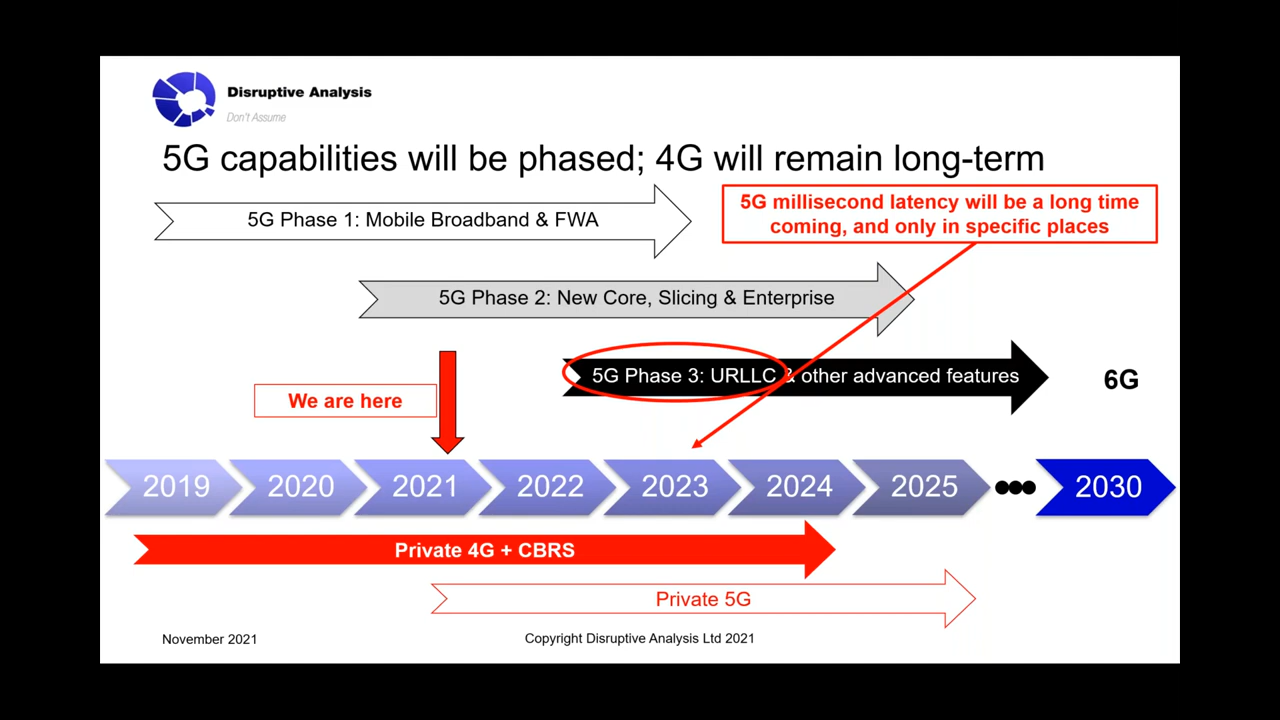 Disruptive Analysis
Don't Assume
5G capabilities will be phased; 4G will remain long-term
5G Phase 1: Mobile Broadband & FWA
5G millisecond latency will be a long time
coming, and only in specific places
5G Phase 2: New Core, Slicing & Enterprise
5G Phase 3: URLLC & other advanced features
6G
We are here
2019 2020 2021 2022 2023 2024 2025 2030
Private 4G + CBRS
Private 5G
November 2021
Copyright Disruptive Analysis Ltd 2021